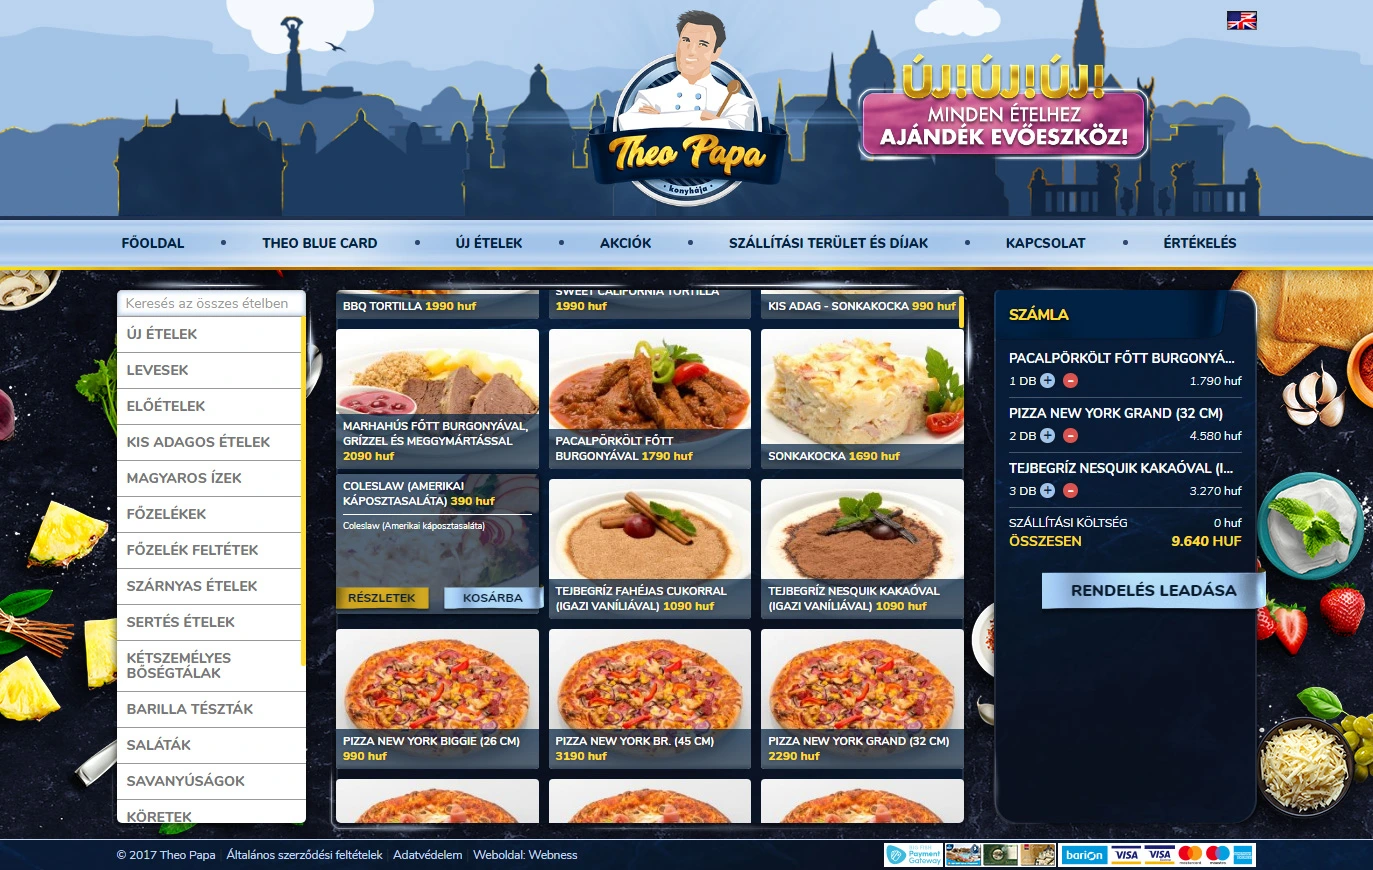 ÚJ!ÚJ!ÚJ!
MINDEN ÉTELHEZ
AJÁNDÉK EVŐESZKÖZ!
Theo Papa
• konyhája •
FŐOLDAL • THEO BLUE CARD • ÚJ ÉTELEK • AKCIÓK • SZÁLLÍTÁSI TERÜLET ÉS DÍJAK • KAPCSOLAT • ÉRTÉKELÉS
Keresés az összes ételben
ÚJ ÉTELEK
LEVESEK
ELŐÉTELEK
KIS ADAGOS ÉTELEK
MAGYAROS ÍZEK
FŐZELÉKEK
FŐZELÉK FELTÉTEK
SZÁRNYAS ÉTELEK
SERTÉS ÉTELEK
KÉTSZEMÉLYES
BŐSÉGTÁLAK
BARILLA TÉSZTÁK
SALÁTÁK
SAVANYÚSÁGOK
KÖRETEK
BBQ TORTILLA 1990 huf
SWEET CALIFORNIA TORTILLA
1990 huf
KIS ADAG - SONKAKOCKA 990 huf
MARHAHÚS FŐTT BURGONYÁVAL,
GRÍZZEL ÉS MEGGYMÁRTÁSSAL
2090 huf
PACALPÖRKÖLT FŐTT
BURGONYÁVAL 1790 huf
SONKAKOCKA 1690 huf
COLESLAW (AMERIKAI
KÁPOSZTASALÁTA) 390 huf
Coleslaw (Amerikai káposztasaláta)
RÉSZLETEK
KOSÁRBA
TEJBEGRÍZ FAHÉJAS CUKORRAL
(IGAZI VANÍLIÁVAL) 1090 huf
TEJBEGRÍZ NESQUIK KAKAÓVAL
(IGAZI VANÍLIÁVAL) 1090 huf
PIZZA NEW YORK BIGGIE (26 CM)
990 huf
PIZZA NEW YORK BR. (45 CM)
3190 huf
PIZZA NEW YORK GRAND (32 CM)
2290 huf
SZÁMLA
PACALPÖRKÖLT FŐTT BURGONYÁ...
1 DB + - 1.790 huf
PIZZA NEW YORK GRAND (32 CM)
2 DB + - 4.580 huf
TEJBEGRÍZ NESQUIK KAKAÓVAL (I...
3 DB + - 3.270 huf
SZÁLLÍTÁSI KÖLTSÉG 0 huf
ÖSSZESEN 9.640 HUF
RENDELÉS LEADÁSA
© 2017 Theo Papa | Általános szerződési feltételek | Adatvédelem | Weboldal: Webness
Payment
Gateway
barion VISA VISA